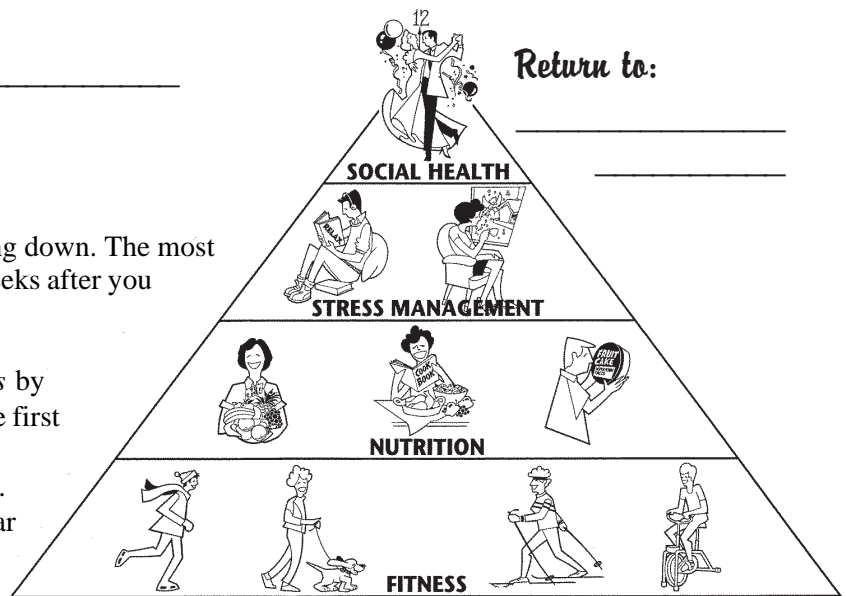 12
Return to:
SOCIAL HEALTH
ng down. The most
eks after you
RELAX
STRESS MANAGEMENT
s by
e first
.
ar
COOK
BOOK
FRUIT
CAKE
NUTRITION
FITNESS